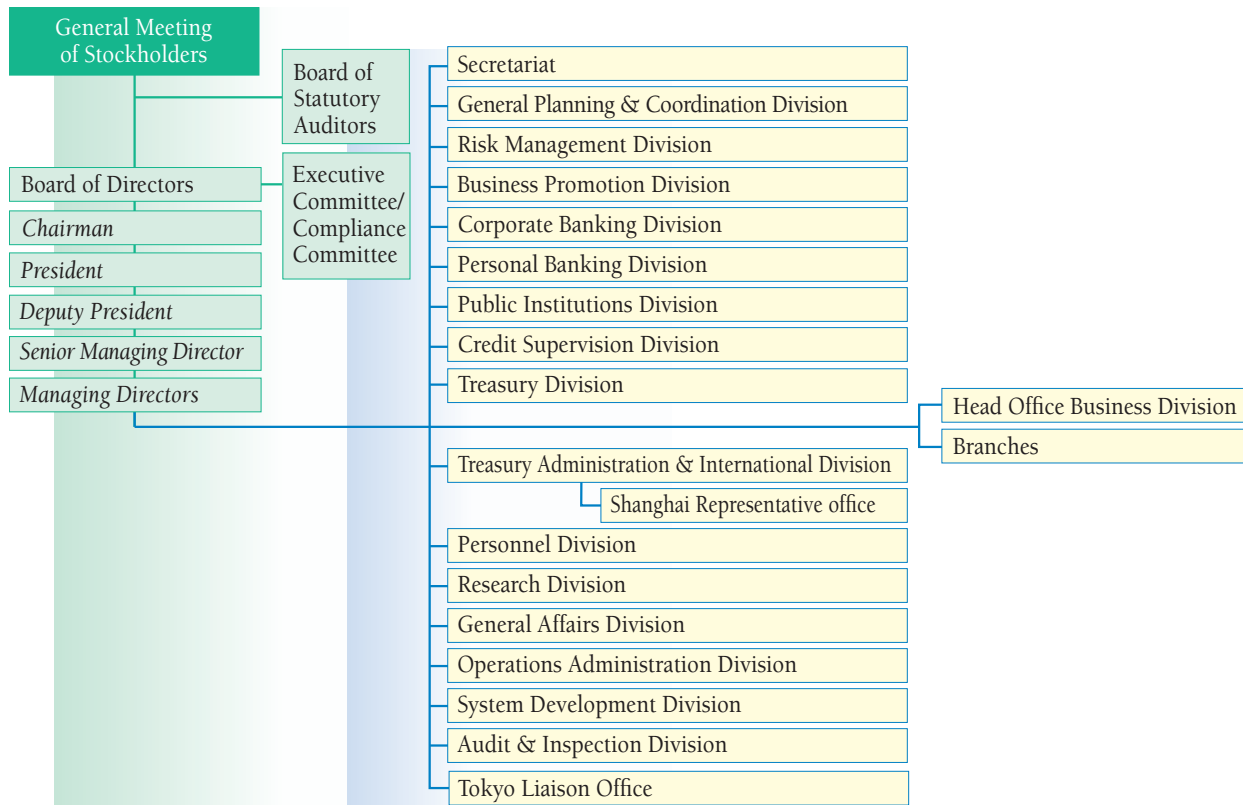 General Meeting
of Stockholders
Board of
Statutory
Auditors
Board of Directors
Executive
Committee/
Compliance
Committee
Chairman
President
Deputy President
Senior Managing Director
Managing Directors
Secretariat
General Planning & Coordination Division
Risk Management Division
Business Promotion Division
Corporate Banking Division
Personal Banking Division
Public Institutions Division
Credit Supervision Division
Treasury Division
Head Office Business Division
Branches
Treasury Administration & International Division
Shanghai Representative office
Personnel Division
Research Division
General Affairs Division
Operations Administration Division
System Development Division
Audit & Inspection Division
Tokyo Liaison Office